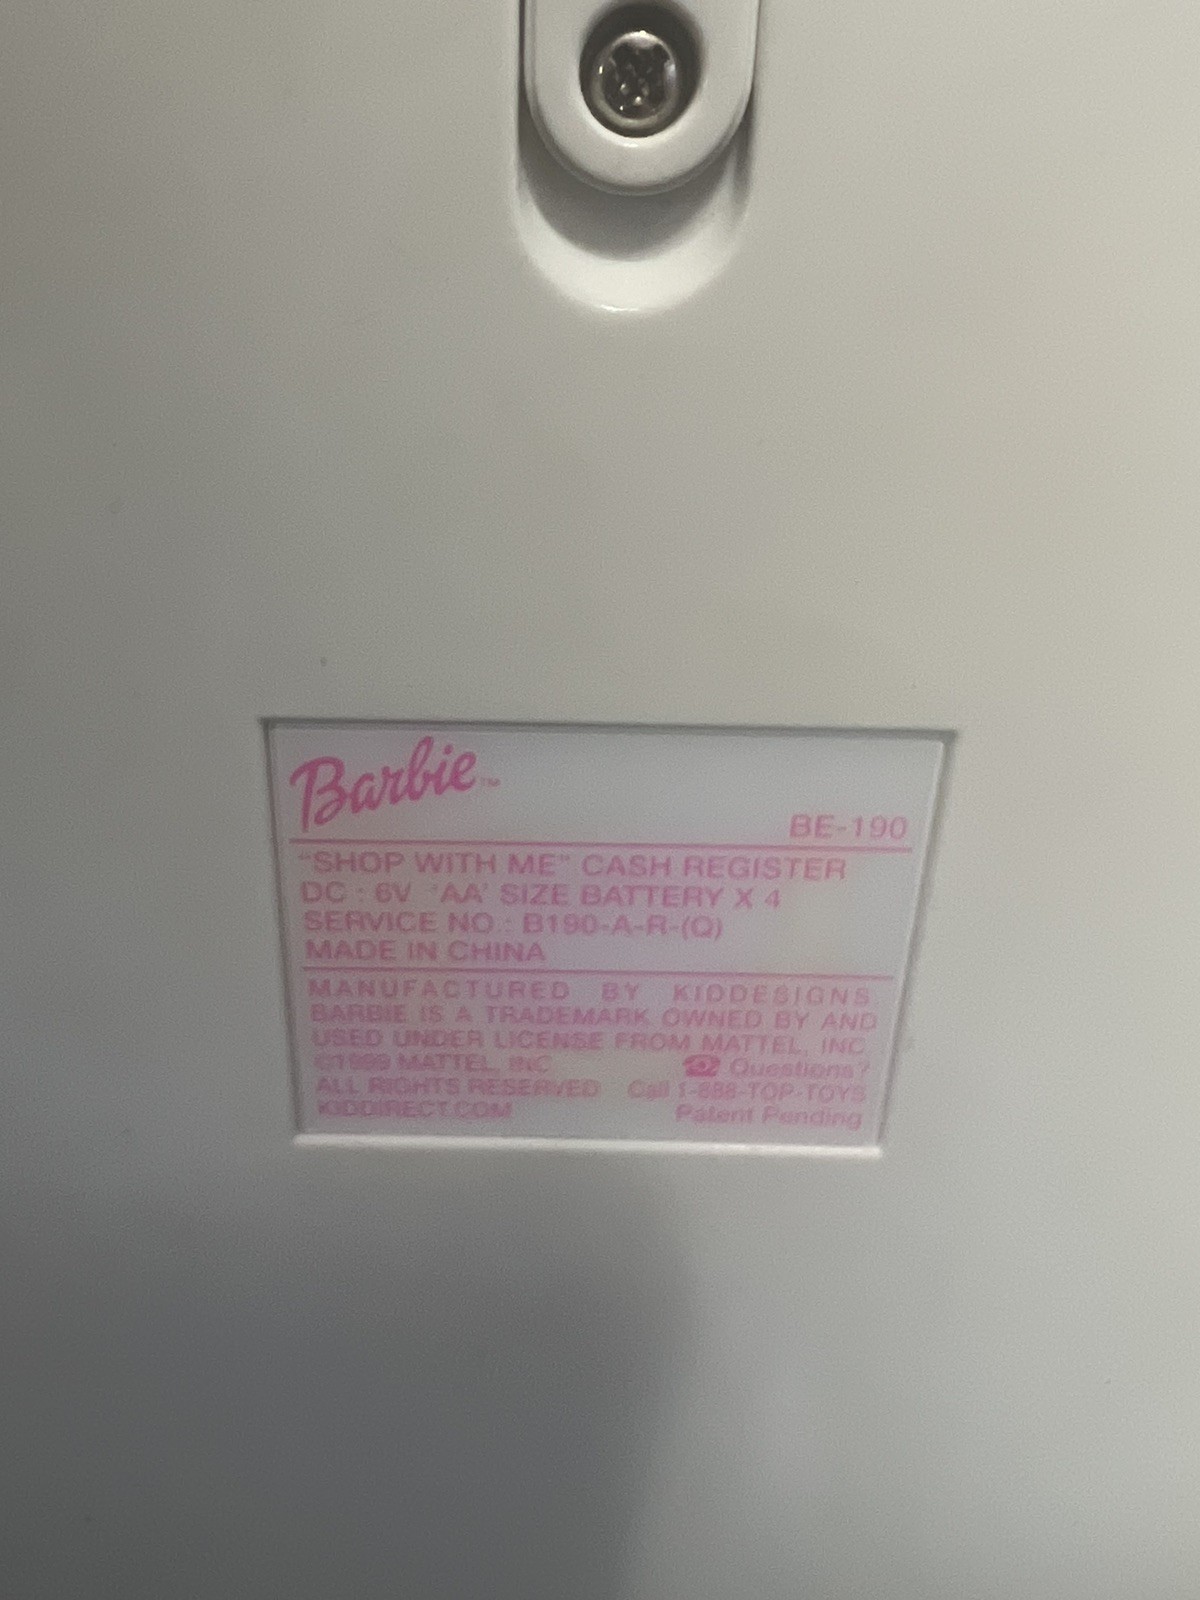 Barbie™
BE-190
"SHOP WITH ME" CASH REGISTER
DC : 6V 'AA' SIZE BATTERY X 4
SERVICE NO.: B190-A-R-(Q)
MADE IN CHINA
MANUFACTURED BY KIDDESIGNS
BARBIE IS A TRADEMARK OWNED BY AND
USED UNDER LICENSE FROM MATTEL, INC
©1999 MATTEL, INC ☎ Questions?
ALL RIGHTS RESERVED Call 1-888-TOP-TOYS
KIDDIRECT.COM Patent Pending